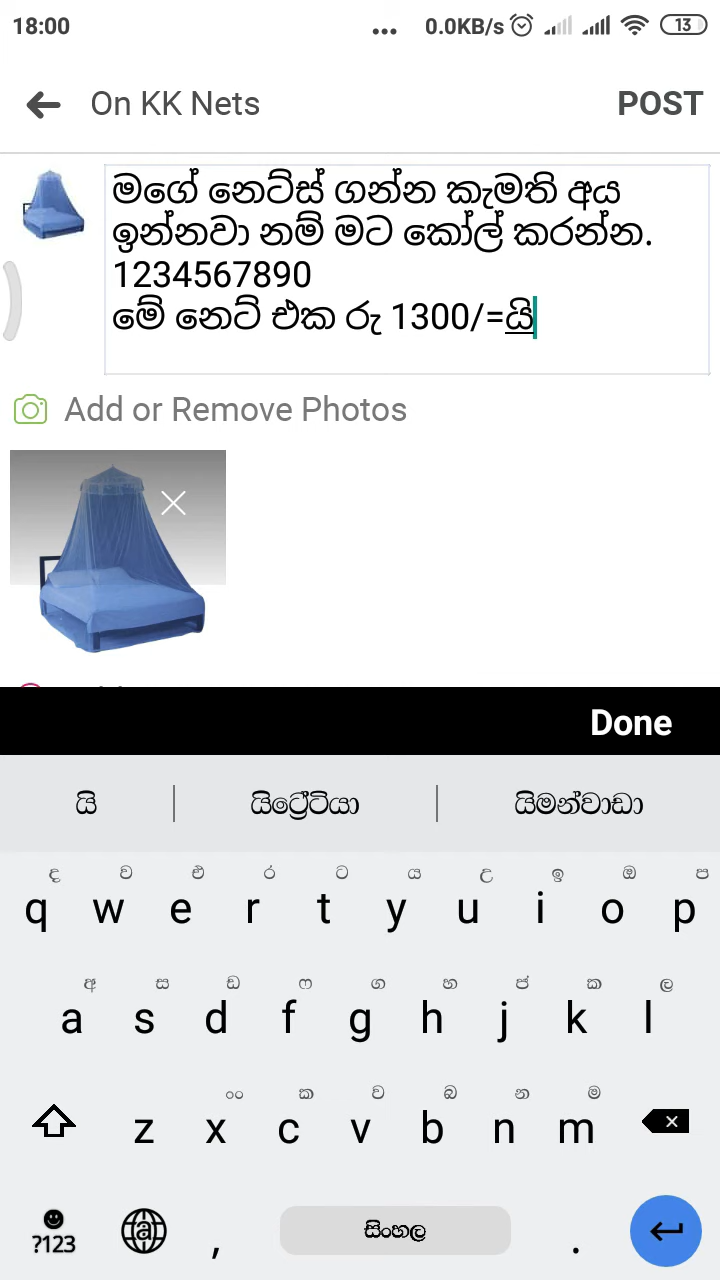 18:00 ... 0.0KB/s 13
On KK Nets POST
මගේ නෙට්ස් ගන්න කැමති අය
ඉන්නවා නම් මට කෝල් කරන්න.
1234567890
මේ නෙට් එක රු 1300/=යි
Add or Remove Photos
Done
යි යිට්‍රේටියා යිමන්වාඩා
ද ව එ ර ට ය උ ඉ ඔ ප
q w e r t y u i o p
අ ස ඩ ෆ ග හ ජ් ක ල
a s d f g h j k l
ං ක ව බ න ම
z x c v b n m
?123 a , සිංහල .